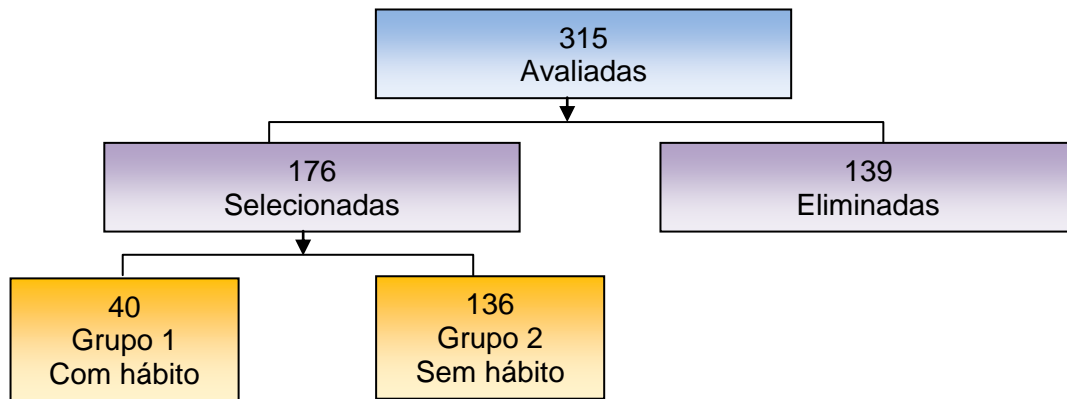 315
Avaliadas
176
Selecionadas
139
Eliminadas
40
Grupo 1
Com hábito
136
Grupo 2
Sem hábito